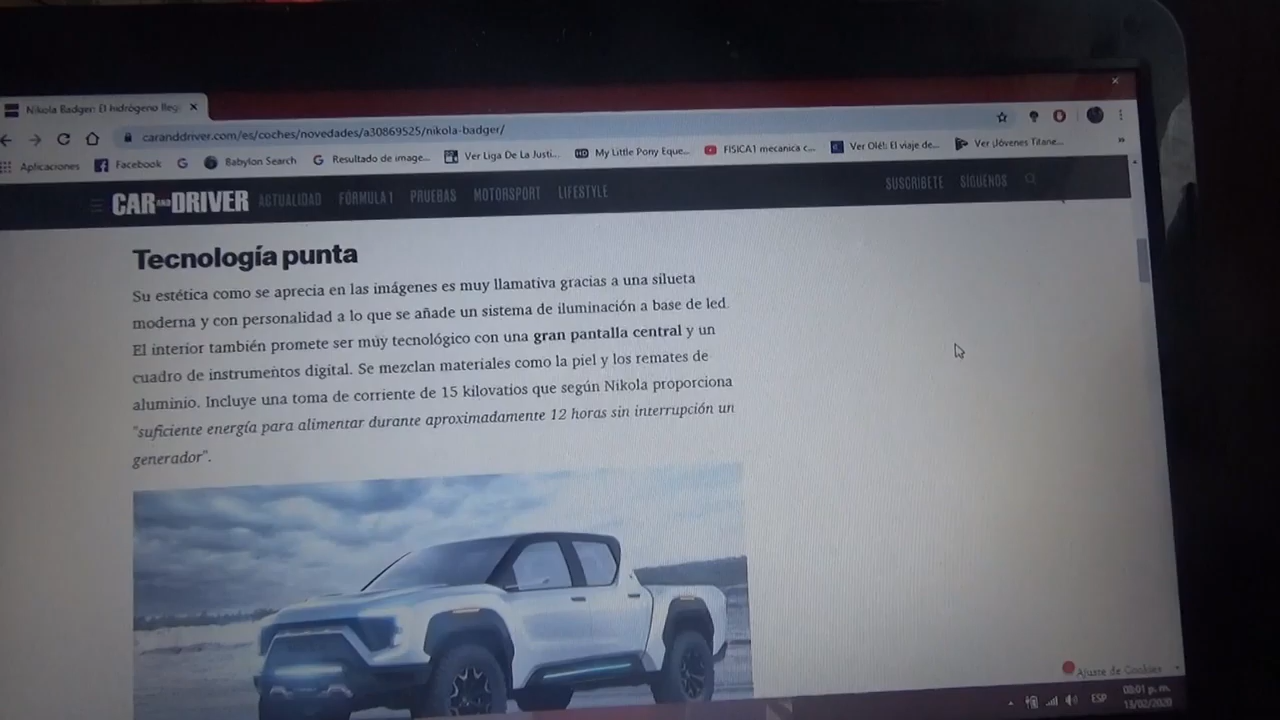 Nikola Badger: El hidrógeno lleg
caranddriver.com/es/coches/novedades/a30869525/nikola-badger/
Aplicaciones Facebook Babylon Search Resultado de image... Ver Liga De La Justi... My Little Pony Eque... FISICA1 mecanica c... Ver Olé!: El viaje de... Ver ¡Jóvenes Titane... »
CAR AND DRIVER ACTUALIDAD FÓRMULA 1 PRUEBAS MOTORSPORT LIFESTYLE SUSCRÍBETE SÍGUENOS
Tecnología punta
Su estética como se aprecia en las imágenes es muy llamativa gracias a una silueta
moderna y con personalidad a lo que se añade un sistema de iluminación a base de led.
El interior también promete ser muy tecnológico con una gran pantalla central y un
cuadro de instrumentos digital. Se mezclan materiales como la piel y los remates de
aluminio. Incluye una toma de corriente de 15 kilovatios que según Nikola proporciona
"suficiente energía para alimentar durante aproximadamente 12 horas sin interrupción un
generador".
Ajuste de Cookies
ESP
08:01 p. m.
13/02/2020